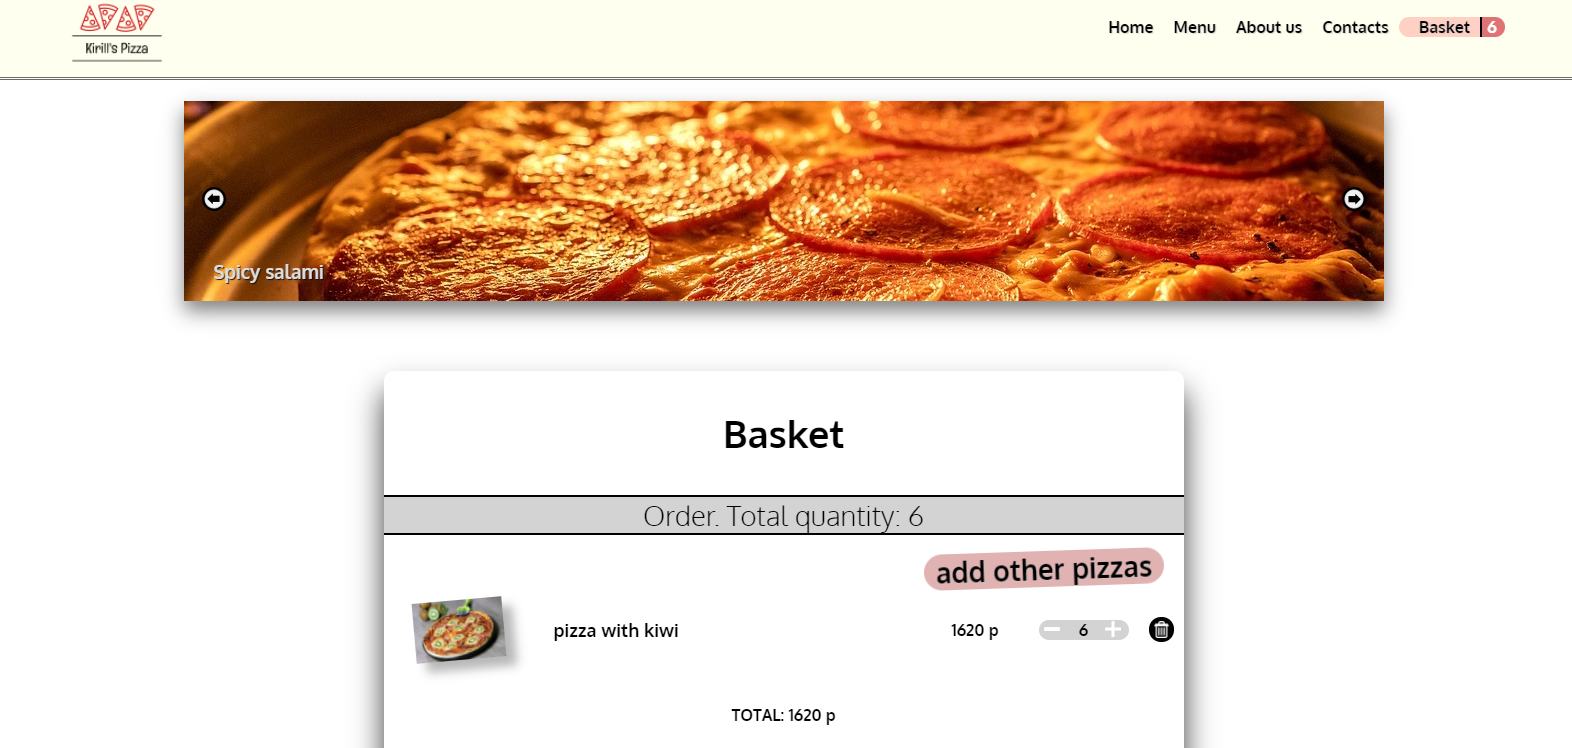 Kirill's Pizza
Home Menu About us Contacts Basket 6
Spicy salami
Basket
Order. Total quantity: 6
add other pizzas
pizza with kiwi 1620 p 6
TOTAL: 1620 p